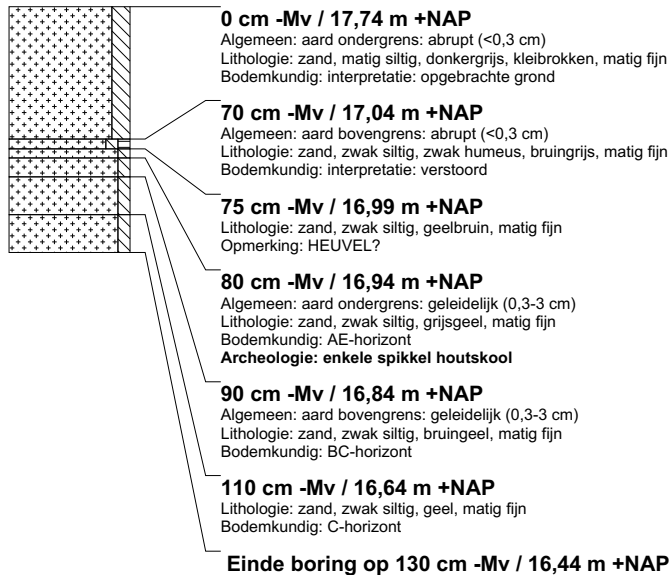 0 cm -Mv / 17,74 m +NAP
Algemeen: aard ondergrens: abrupt (<0,3 cm)
Lithologie: zand, matig siltig, donkergrijs, kleibrokken, matig fijn
Bodemkundig: interpretatie: opgebrachte grond
70 cm -Mv / 17,04 m +NAP
Algemeen: aard bovengrens: abrupt (<0,3 cm)
Lithologie: zand, zwak siltig, zwak humeus, bruingrijs, matig fijn
Bodemkundig: interpretatie: verstoord
75 cm -Mv / 16,99 m +NAP
Lithologie: zand, zwak siltig, geelbruin, matig fijn
Opmerking: HEUVEL?
80 cm -Mv / 16,94 m +NAP
Algemeen: aard ondergrens: geleidelijk (0,3-3 cm)
Lithologie: zand, zwak siltig, grijsgeel, matig fijn
Bodemkundig: AE-horizont
Archeologie: enkele spikkel houtskool
90 cm -Mv / 16,84 m +NAP
Algemeen: aard bovengrens: geleidelijk (0,3-3 cm)
Lithologie: zand, zwak siltig, bruingeel, matig fijn
Bodemkundig: BC-horizont
110 cm -Mv / 16,64 m +NAP
Lithologie: zand, zwak siltig, geel, matig fijn
Bodemkundig: C-horizont
Einde boring op 130 cm -Mv / 16,44 m +NAP